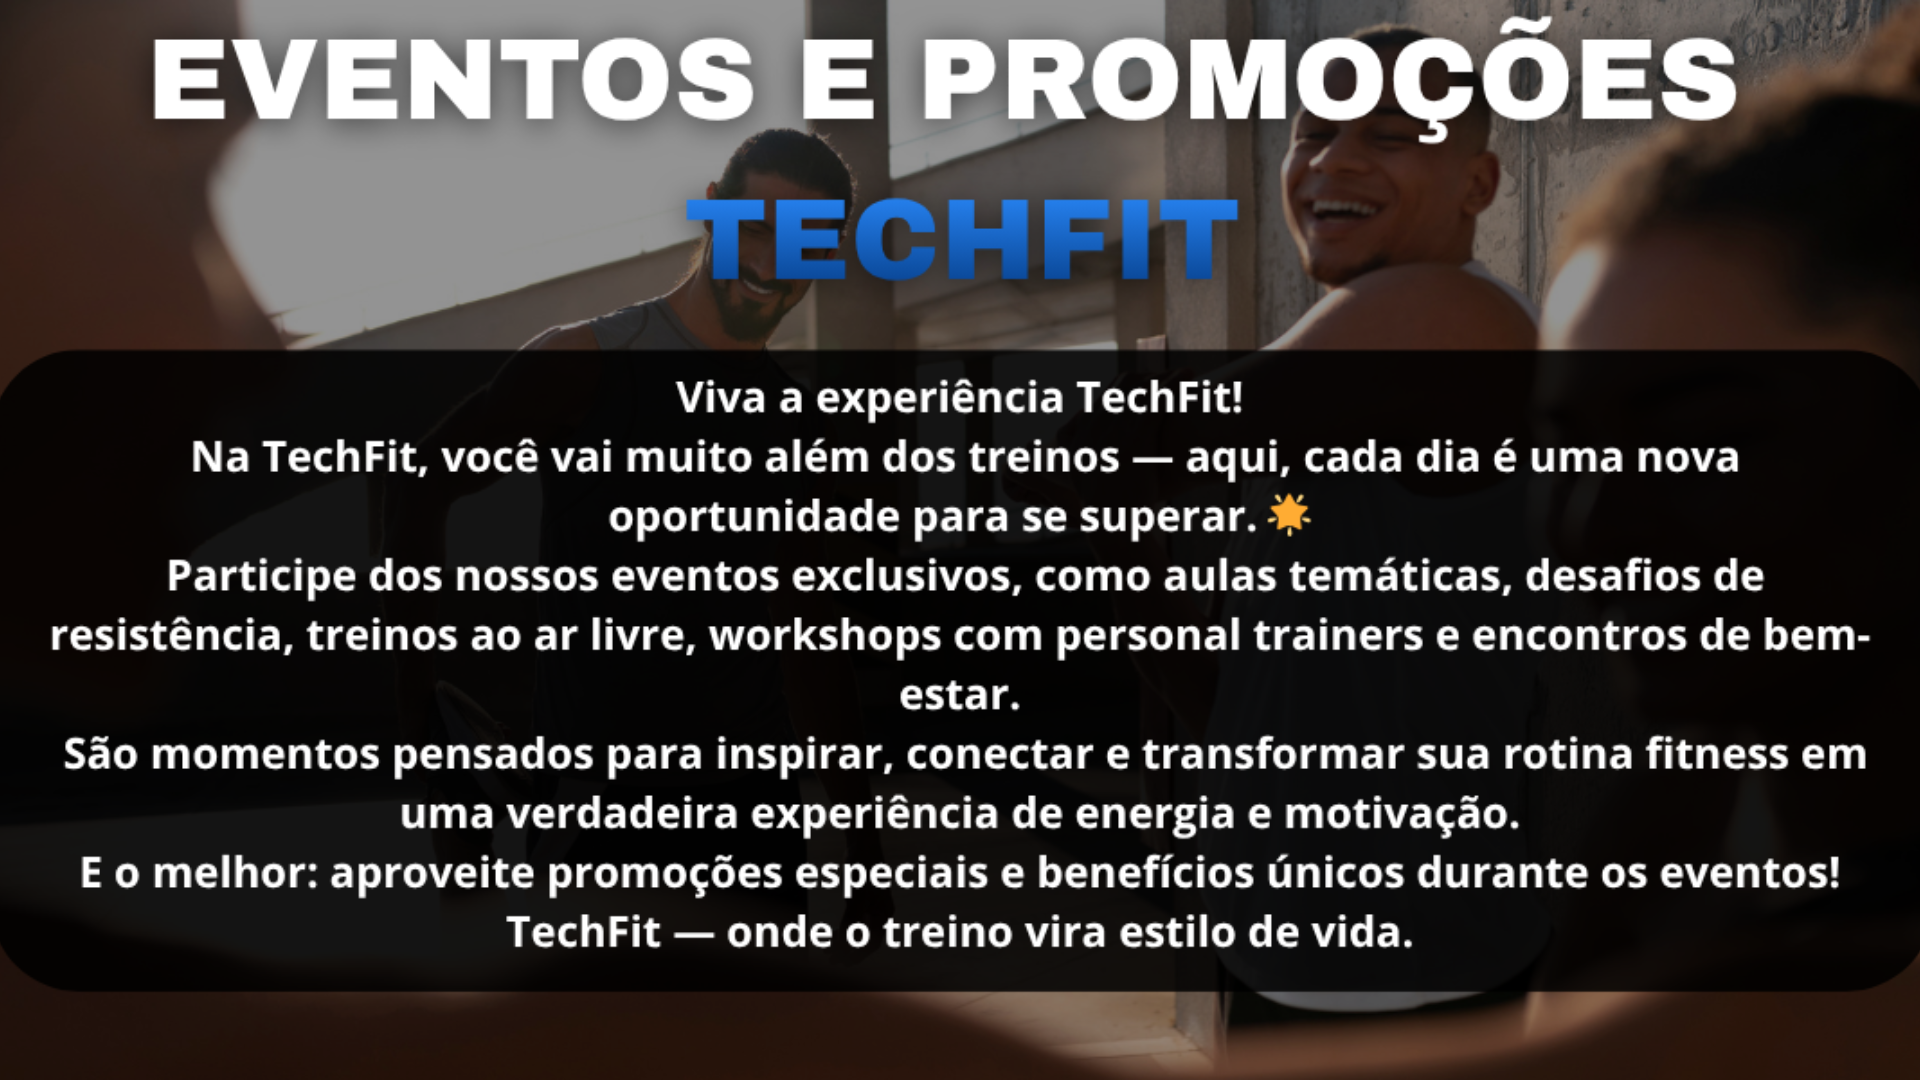 EVENTOS E PROMOÇÕES
TECHFIT
Viva a experiência TechFit!
Na TechFit, você vai muito além dos treinos — aqui, cada dia é uma nova
oportunidade para se superar. 🌟
Participe dos nossos eventos exclusivos, como aulas temáticas, desafios de
resistência, treinos ao ar livre, workshops com personal trainers e encontros de bem-
estar.
São momentos pensados para inspirar, conectar e transformar sua rotina fitness em
uma verdadeira experiência de energia e motivação.
E o melhor: aproveite promoções especiais e benefícios únicos durante os eventos!
TechFit — onde o treino vira estilo de vida.